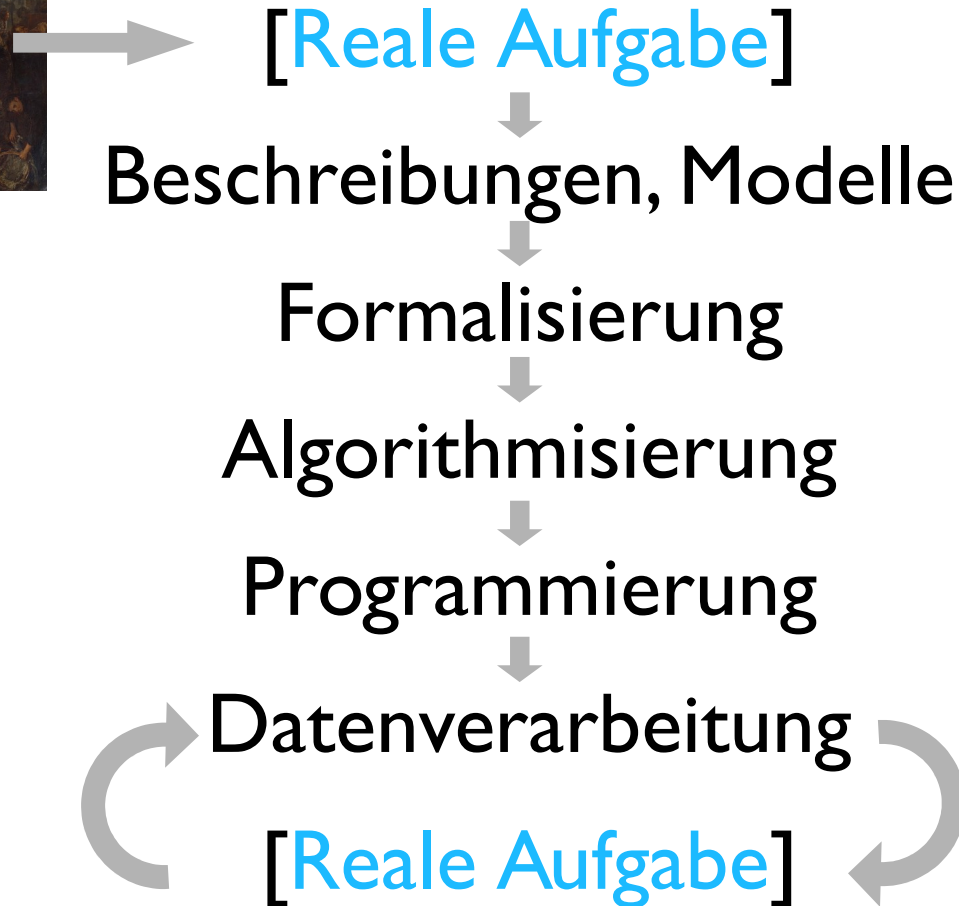 [Reale Aufgabe]
Beschreibungen, Modelle
Formalisierung
Algorithmisierung
Programmierung
Datenverarbeitung
[Reale Aufgabe]